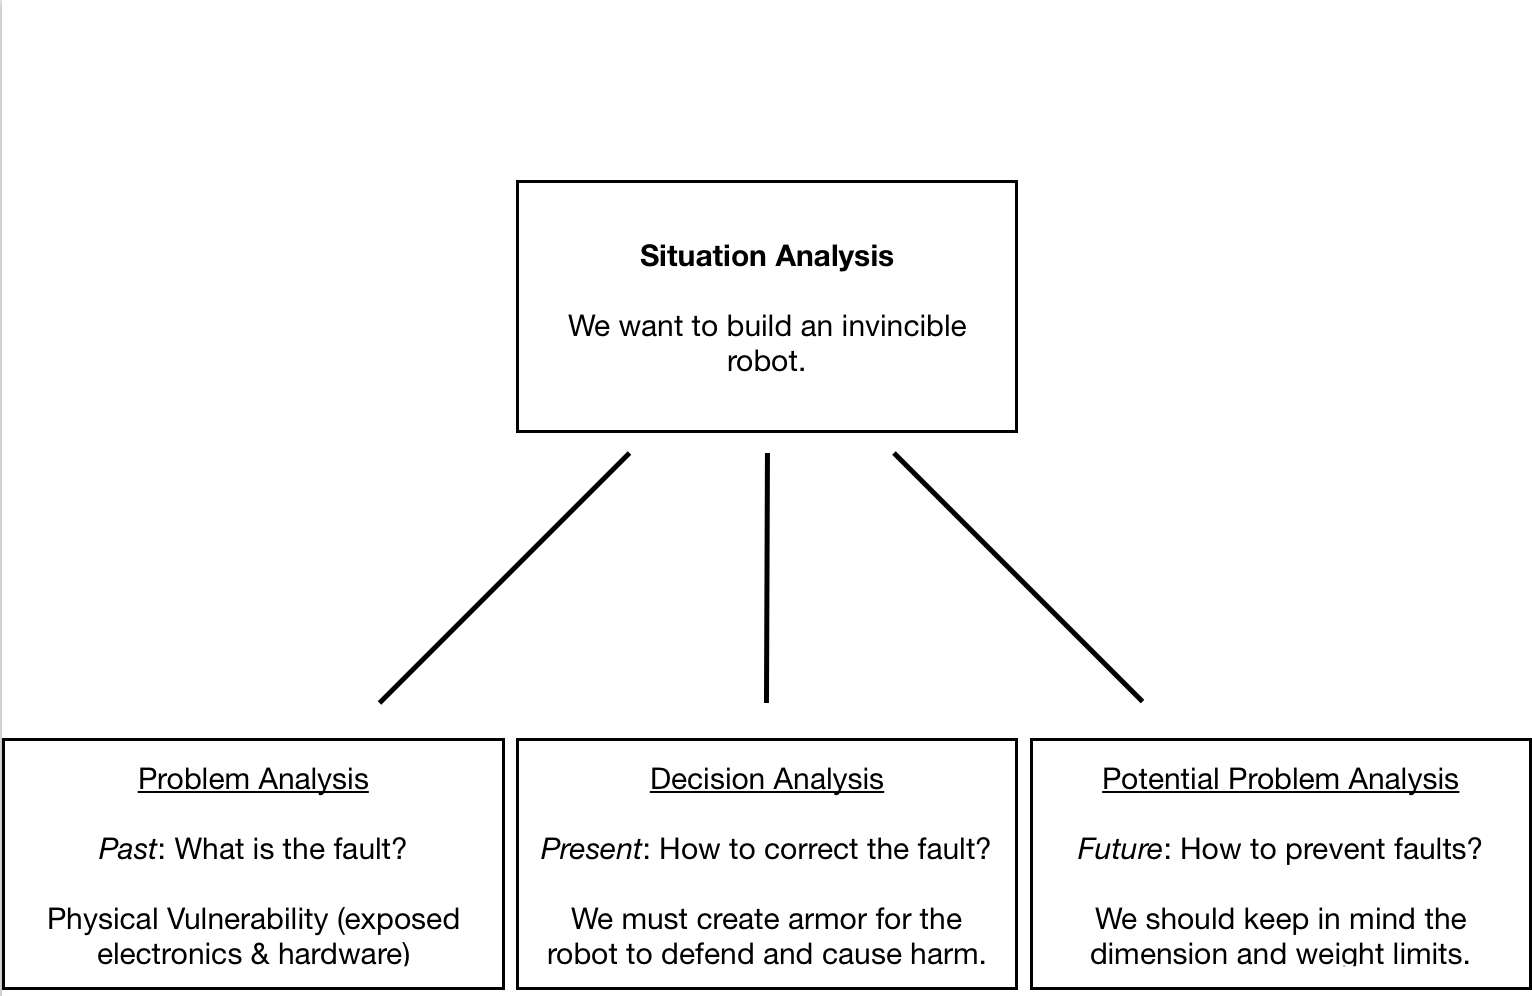 Situation Analysis
We want to build an invincible
robot.
Problem Analysis
Past: What is the fault?
Physical Vulnerability (exposed
electronics & hardware)
Decision Analysis
Present: How to correct the fault?
We must create armor for the
robot to defend and cause harm.
Potential Problem Analysis
Future: How to prevent faults?
We should keep in mind the
dimension and weight limits.